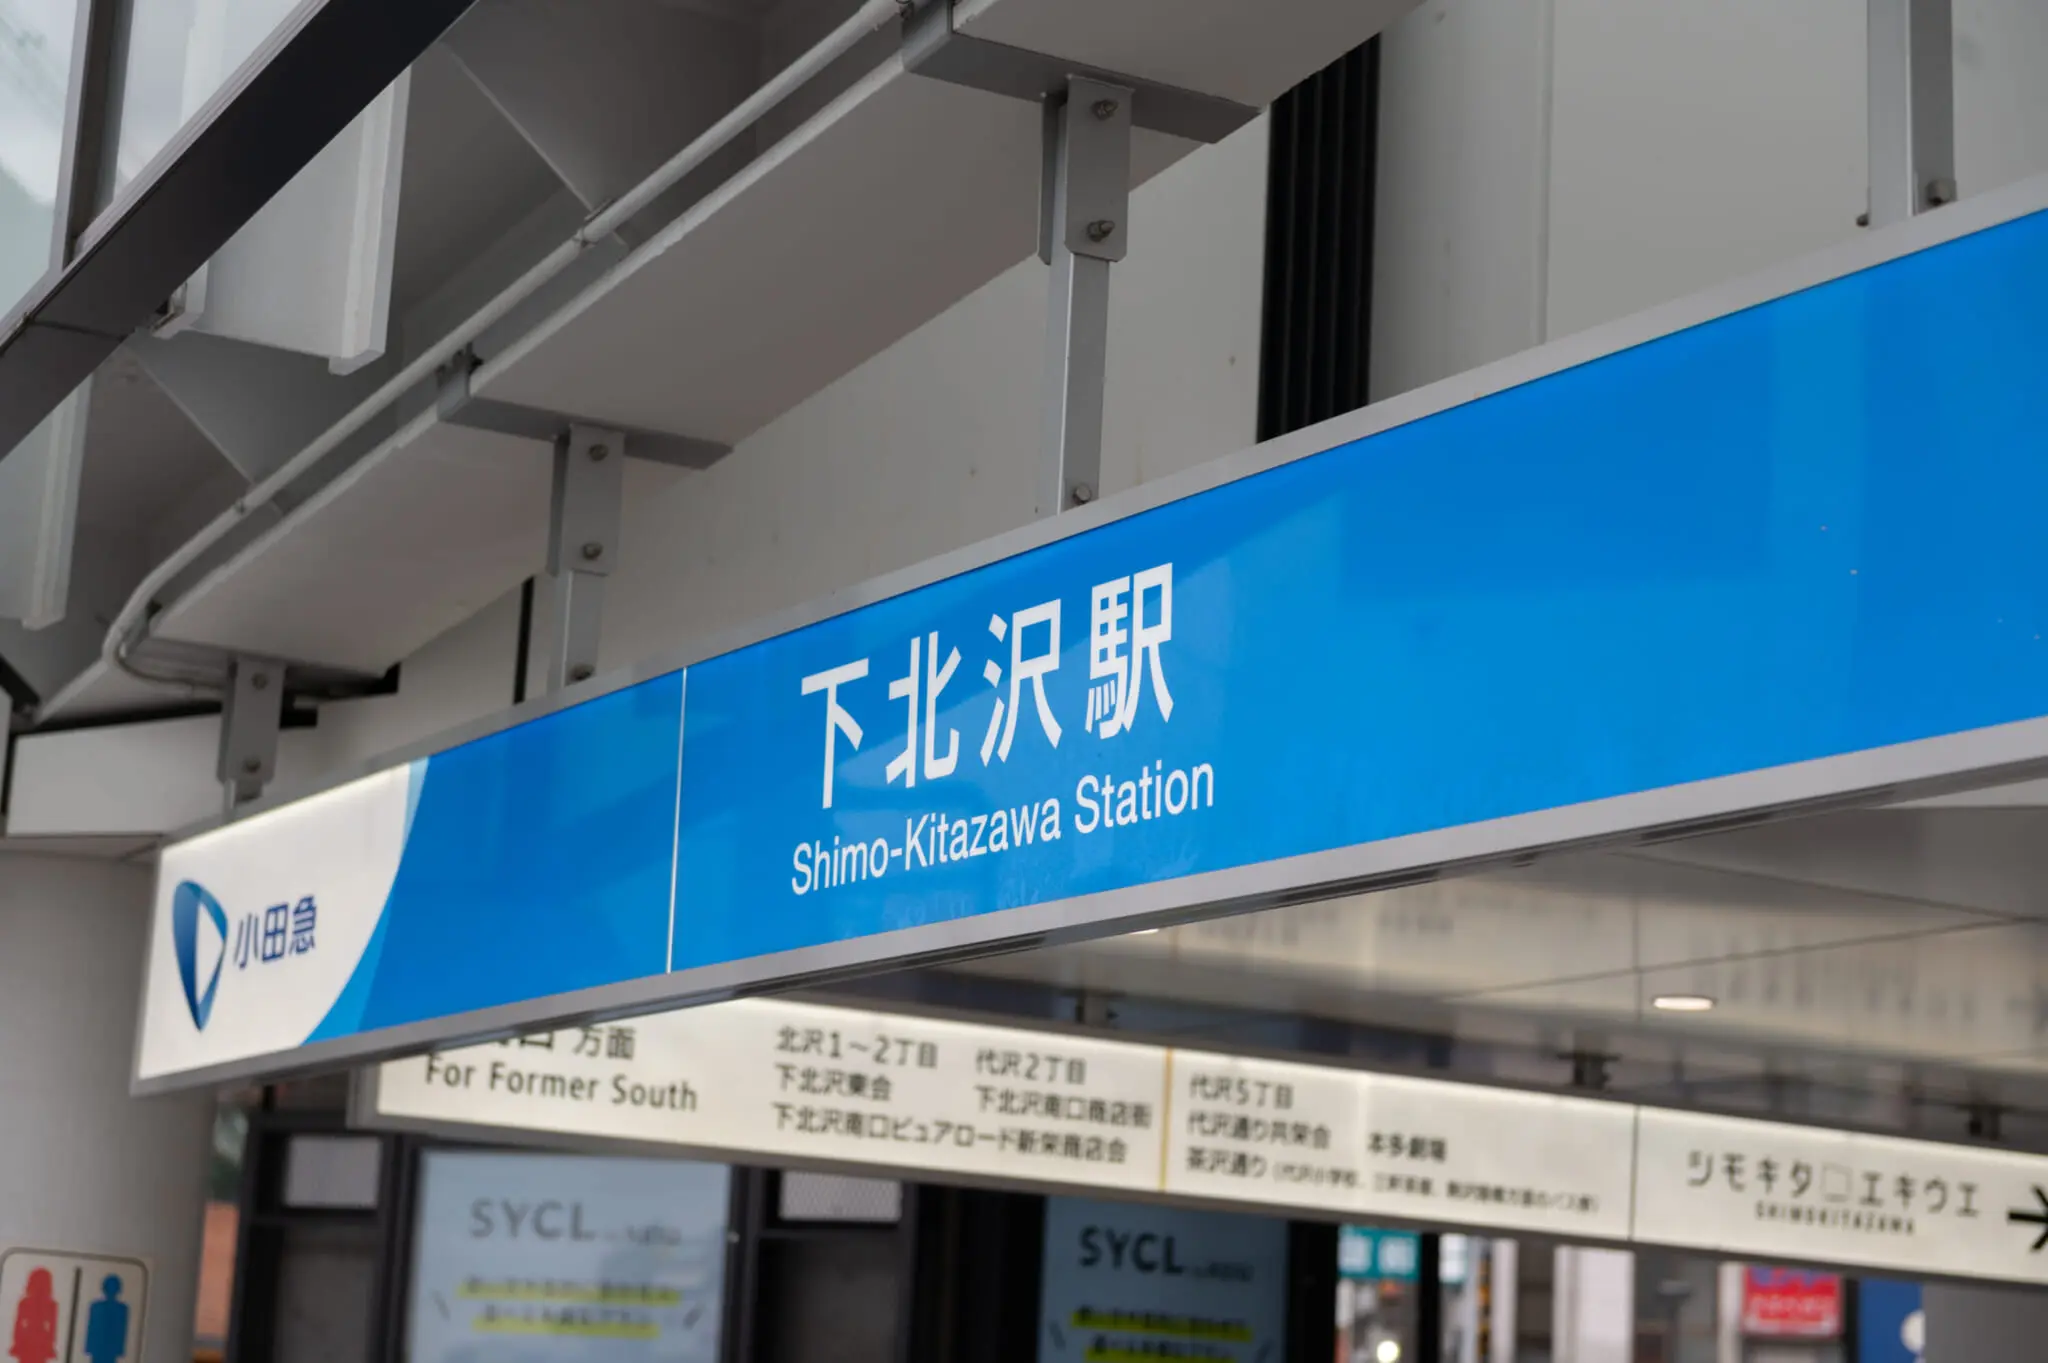 下北沢駅
Shimo-Kitazawa Station
小田急
方面
For Former South
北沢1～2丁目
下北沢東会
下北沢南口ピュアロード新栄商店会
代沢2丁目
下北沢南口商店街
代沢5丁目
代沢通り共栄会
茶沢通り
本多劇場
シモキタ□エキウエ
SHIMOKITAZAWA
SYCL
SYCL